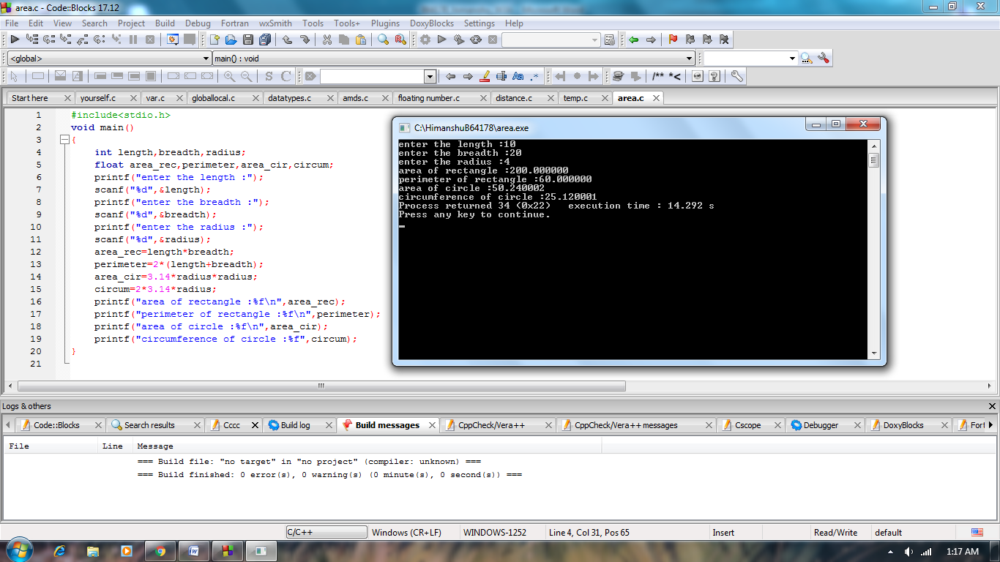 area.c - Code::Blocks 17.12
File Edit View Search Project Build Debug Fortran wxSmith Tools Tools+ Plugins DoxyBlocks Settings Help
<global> main() : void
S C Aa .* /** *<
Start here yourself.c var.c globallocal.c datatypes.c amds.c floating number.c distance.c temp.c area.c
1 #include<stdio.h>
2 void main()
3 {
4 int length,breadth,radius;
5 float area_rec,perimeter,area_cir,circum;
6 printf("enter the length :");
7 scanf("%d",&length);
8 printf("enter the breadth :");
9 scanf("%d",&breadth);
10 printf("enter the radius :");
11 scanf("%d",&radius);
12 area_rec=length*breadth;
13 perimeter=2*(length+breadth);
14 area_cir=3.14*radius*radius;
15 circum=2*3.14*radius;
16 printf("area of rectangle :%f\n",area_rec);
17 printf("perimeter of rectangle :%f\n",perimeter);
18 printf("area of circle :%f\n",area_cir);
19 printf("circumference of circle :%f",circum);
20 }
21
C:\HimanshuB64178\area.exe
enter the length :10
enter the breadth :20
enter the radius :4
area of rectangle :200.000000
perimeter of rectangle :60.000000
area of circle :50.240002
circumference of circle :25.120001
Process returned 34 (0x22) execution time : 14.292 s
Press any key to continue.
Logs & others
Code::Blocks Search results Cccc Build log Build messages CppCheck/Vera++ CppCheck/Vera++ messages Cscope Debugger DoxyBlocks Fort
File Line Message
=== Build file: "no target" in "no project" (compiler: unknown) ===
=== Build finished: 0 error(s), 0 warning(s) (0 minute(s), 0 second(s)) ===
C/C++ Windows (CR+LF) WINDOWS-1252 Line 4, Col 31, Pos 65 Insert Read/Write default
1:17 AM